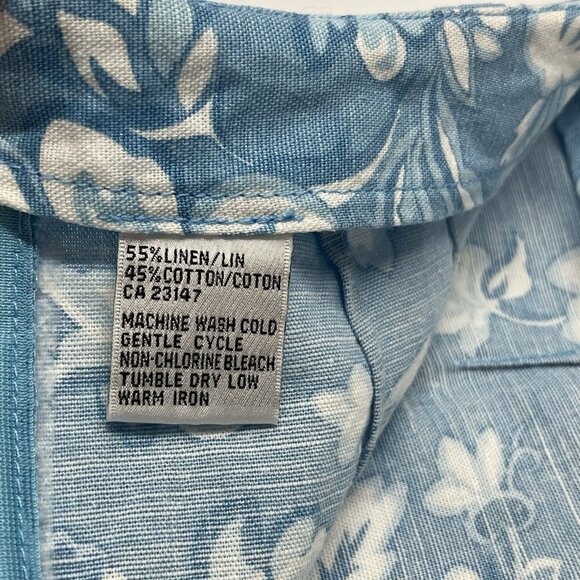 55%LINEN/LIN
45%COTTON/COTON
CA 23147
MACHINE WASH COLD
GENTLE CYCLE
NON-CHLORINE BLEACH
TUMBLE DRY LOW
WARM IRON